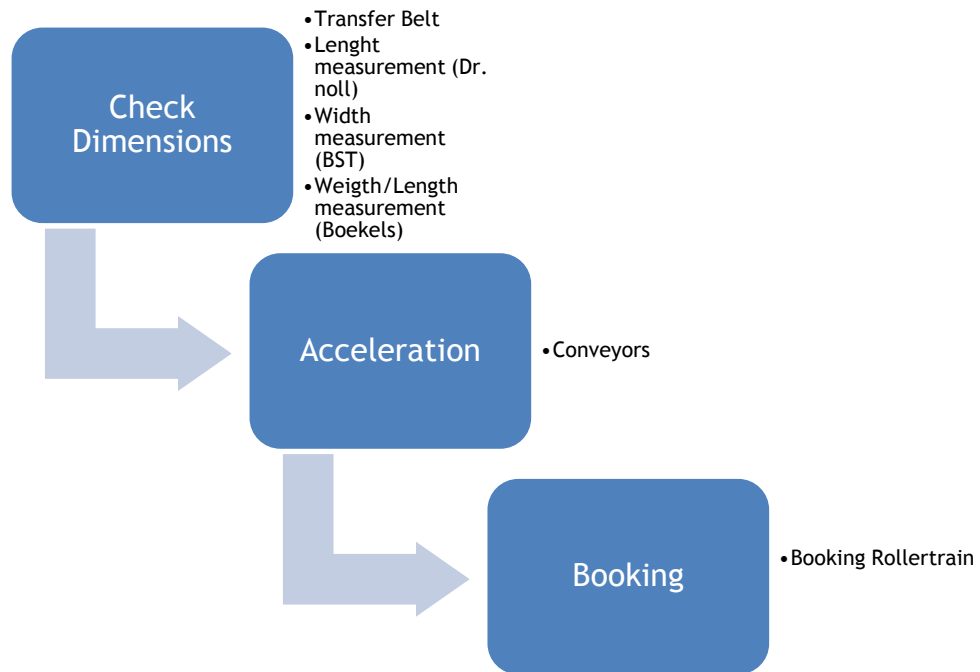 Check
Dimensions
•Transfer Belt
•Lenght
measurement (Dr.
noll)
•Width
measurement
(BST)
•Weigth/Length
measurement
(Boekels)
Acceleration
•Conveyors
Booking
•Booking Rollertrain